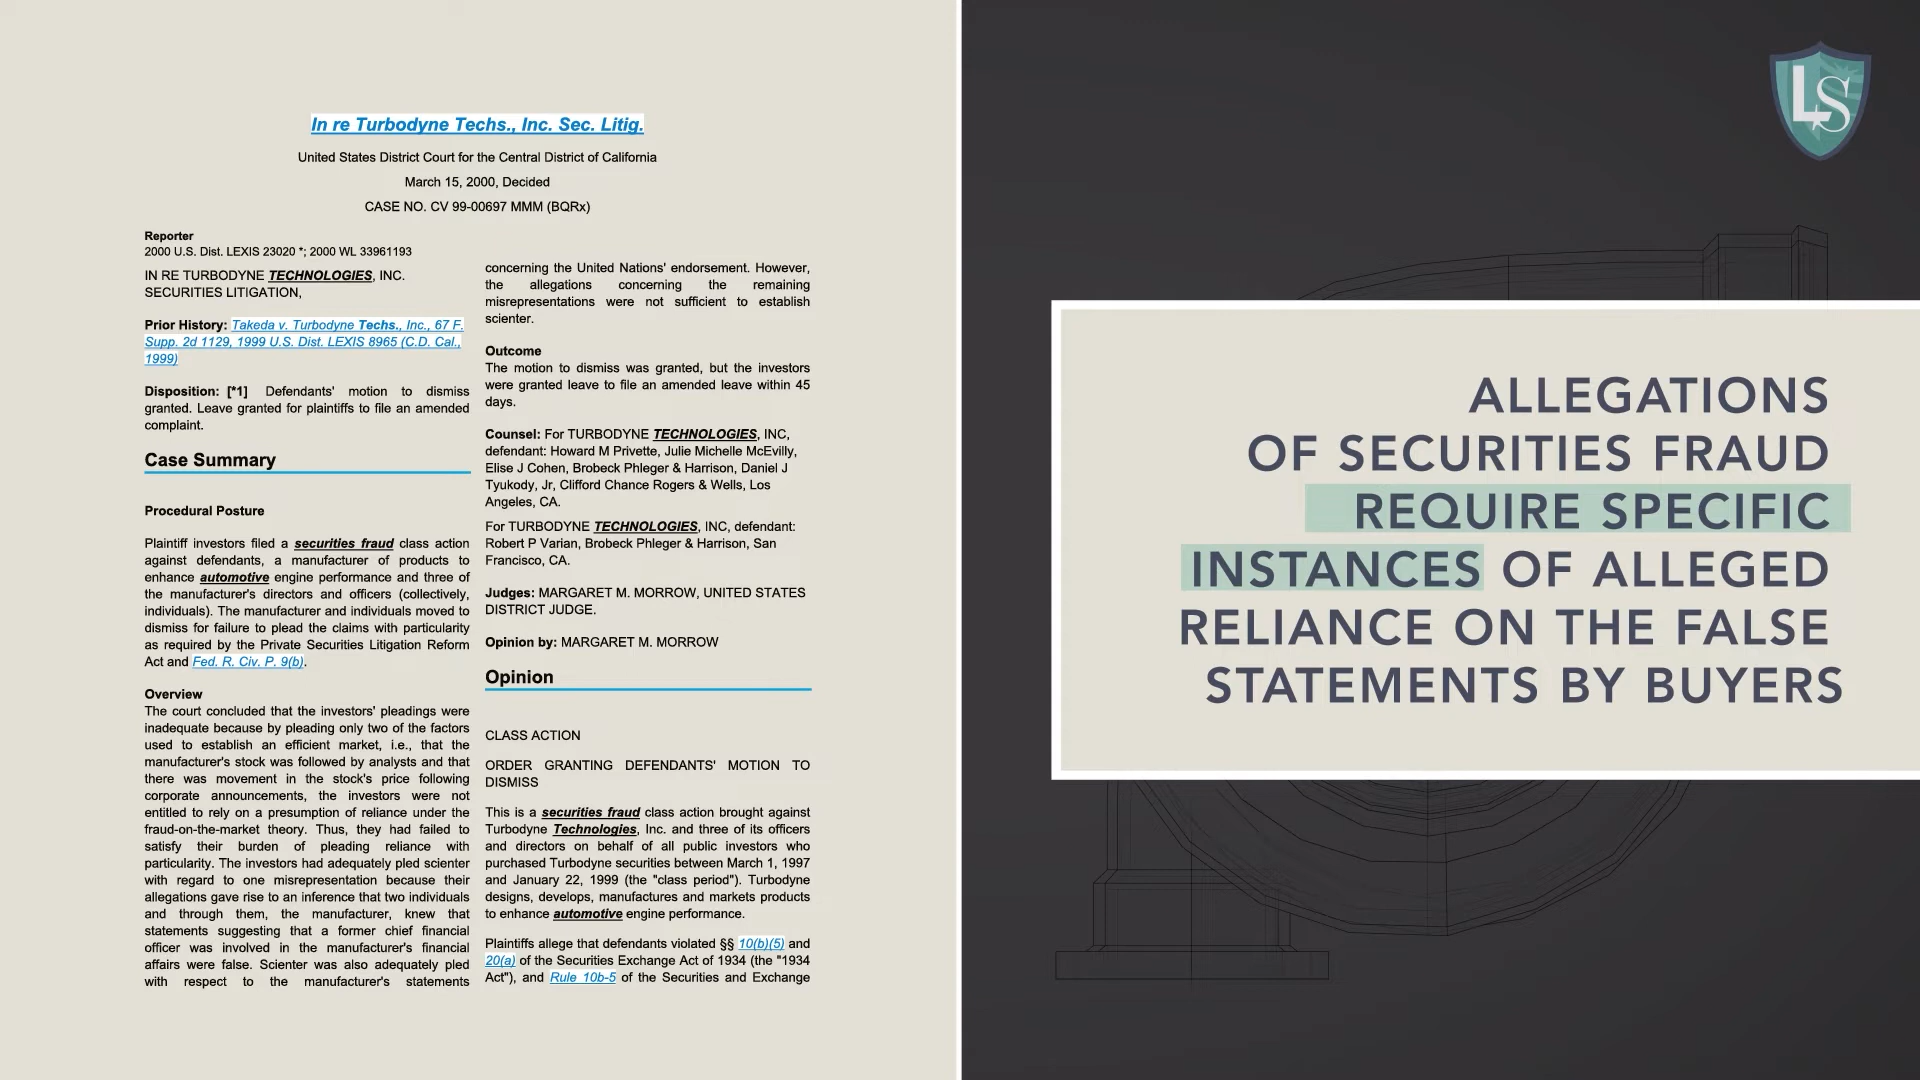 In re Turbodyne Techs., Inc. Sec. Litig.
United States District Court for the Central District of California
March 15, 2000, Decided
CASE NO. CV 99-00697 MMM (BQRx)
Reporter
2000 U.S. Dist. LEXIS 23020 *; 2000 WL 33961193
IN RE TURBODYNE TECHNOLOGIES, INC.
SECURITIES LITIGATION,
Prior History: Takeda v. Turbodyne Techs., Inc., 67 F.
Supp. 2d 1129, 1999 U.S. Dist. LEXIS 8965 (C.D. Cal.,
1999)
Disposition: [*1] Defendants' motion to dismiss
granted. Leave granted for plaintiffs to file an amended
complaint.
Case Summary
Procedural Posture
Plaintiff investors filed a securities fraud class action
against defendants, a manufacturer of products to
enhance automotive engine performance and three of
the manufacturer's directors and officers (collectively,
individuals). The manufacturer and individuals moved to
dismiss for failure to plead the claims with particularity
as required by the Private Securities Litigation Reform
Act and Fed. R. Civ. P. 9(b).
Overview
The court concluded that the investors' pleadings were
inadequate because by pleading only two of the factors
used to establish an efficient market, i.e., that the
manufacturer's stock was followed by analysts and that
there was movement in the stock's price following
corporate announcements, the investors were not
entitled to rely on a presumption of reliance under the
fraud-on-the-market theory. Thus, they had failed to
satisfy their burden of pleading reliance with
particularity. The investors had adequately pled scienter
with regard to one misrepresentation because their
allegations gave rise to an inference that two individuals
and through them, the manufacturer, knew that
statements suggesting that a former chief financial
officer was involved in the manufacturer's financial
affairs were false. Scienter was also adequately pled
with respect to the manufacturer's statements
concerning the United Nations' endorsement. However,
the allegations concerning the remaining
misrepresentations were not sufficient to establish
scienter.
Outcome
The motion to dismiss was granted, but the investors
were granted leave to file an amended leave within 45
days.
Counsel: For TURBODYNE TECHNOLOGIES, INC,
defendant: Howard M Privette, Julie Michelle McEvilly,
Elise J Cohen, Brobeck Phleger & Harrison, Daniel J
Tyukody, Jr, Clifford Chance Rogers & Wells, Los
Angeles, CA.
For TURBODYNE TECHNOLOGIES, INC, defendant:
Robert P Varian, Brobeck Phleger & Harrison, San
Francisco, CA.
Judges: MARGARET M. MORROW, UNITED STATES
DISTRICT JUDGE.
Opinion by: MARGARET M. MORROW
Opinion
CLASS ACTION
ORDER GRANTING DEFENDANTS' MOTION TO
DISMISS
This is a securities fraud class action brought against
Turbodyne Technologies, Inc. and three of its officers
and directors on behalf of all public investors who
purchased Turbodyne securities between March 1, 1997
and January 22, 1999 (the "class period"). Turbodyne
designs, develops, manufactures and markets products
to enhance automotive engine performance.
Plaintiffs allege that defendants violated §§ 10(b)(5) and
20(a) of the Securities Exchange Act of 1934 (the "1934
Act"), and Rule 10b-5 of the Securities and Exchange
LS
ALLEGATIONS
OF SECURITIES FRAUD
REQUIRE SPECIFIC
INSTANCES OF ALLEGED
RELIANCE ON THE FALSE
STATEMENTS BY BUYERS